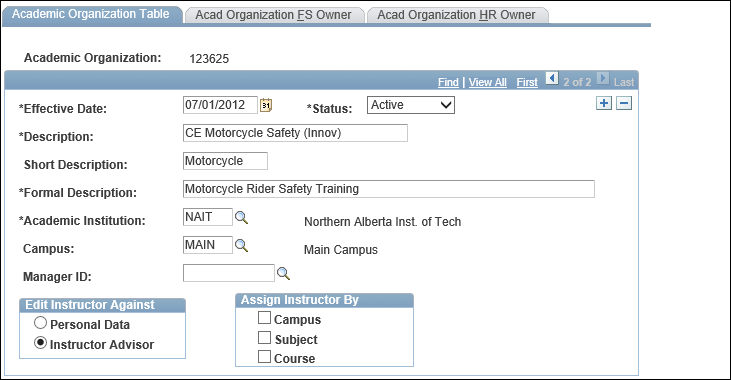 Academic Organization Table Acad Organization FS Owner Acad Organization HR Owner
Academic Organization: 123625
Find | View All First 2 of 2 Last
*Effective Date: 07/01/2012 31 *Status: Active
*Description: CE Motorcycle Safety (Innov)
Short Description: Motorcycle
*Formal Description: Motorcycle Rider Safety Training
*Academic Institution: NAIT Northern Alberta Inst. of Tech
Campus: MAIN Main Campus
Manager ID:
Edit Instructor Against Assign Instructor By
Personal Data Campus
Instructor Advisor Subject
Course